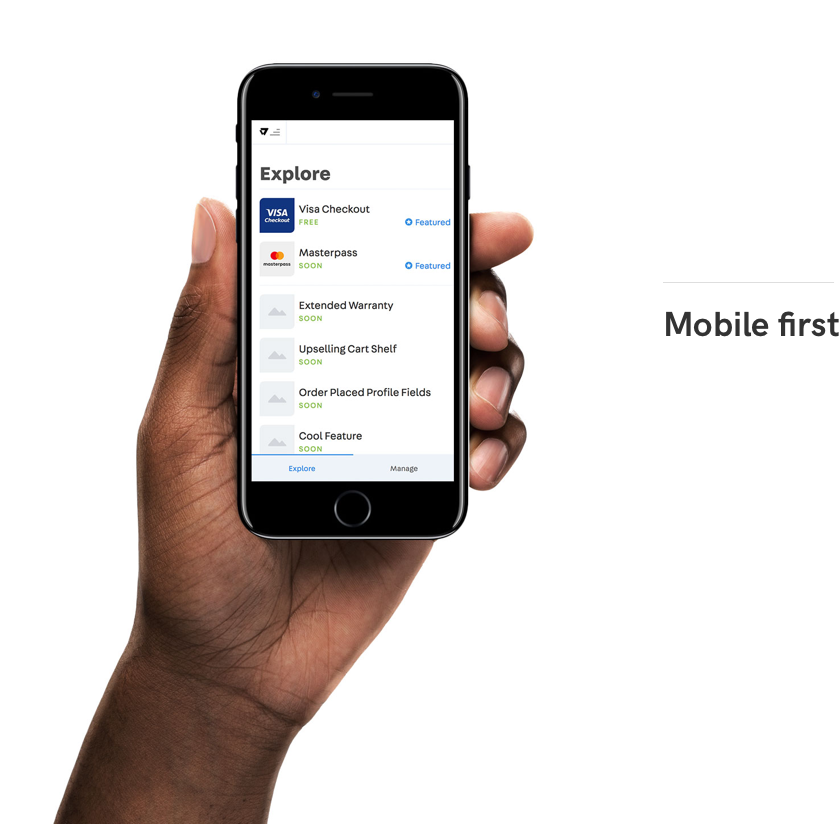 Explore
VISA
Checkout
Visa Checkout
FREE
Featured
masterpass
Masterpass
SOON
Featured
Extended Warranty
SOON
Upselling Cart Shelf
SOON
Order Placed Profile Fields
SOON
Cool Feature
SOON
Explore
Manage
Mobile first